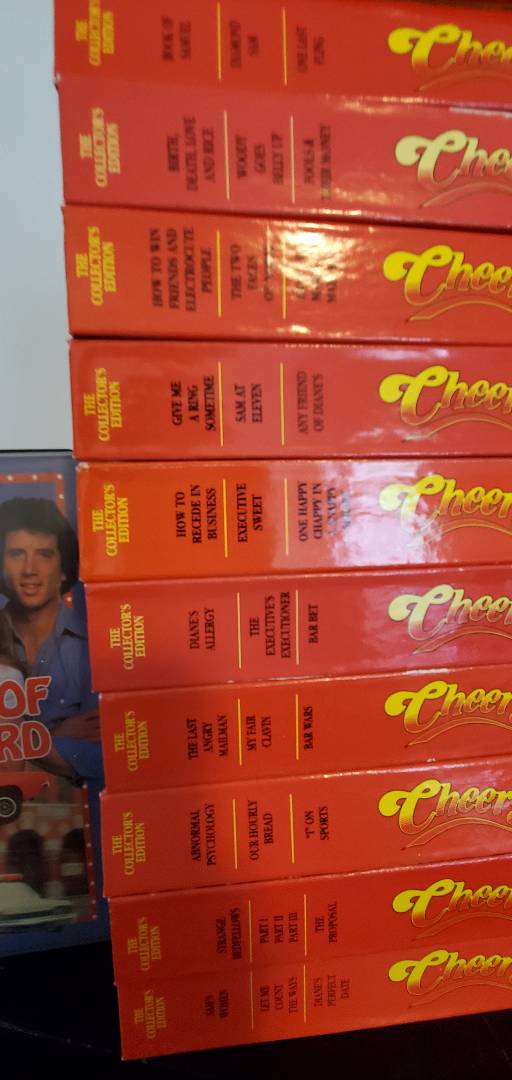 THE
COLLECTOR'S
EDITION
BOOK OF
SAMUEL
DIAMOND
SAM
ONE LAST
FLING
Cheer
THE
COLLECTOR'S
EDITION
BIRTH,
DEATH, LOVE
AND RICE
WOODY
GOES
BELLY UP
FOOLS &
THEIR MONEY
Che
THE
COLLECTOR'S
EDITION
HOW TO WIN
FRIENDS AND
ELECTROCUTE
PEOPLE
THE TWO
FACES
OF
Cheer
THE
COLLECTOR'S
EDITION
GIVE ME
A RING
SOMETIME
SAM AT
ELEVEN
ANY FRIEND
OF DIANE'S
Cheer
THE
COLLECTOR'S
EDITION
HOW TO
RECEDE IN
BUSINESS
EXECUTIVE
SWEET
ONE HAPPY
CHAPPY IN
A SNAPPY
Cheer
THE
COLLECTOR'S
EDITION
DIANE'S
ALLERGY
THE
EXECUTIVE'S
EXECUTIONER
BAR BET
Cheer
THE
COLLECTOR'S
EDITION
THE LAST
ANGRY
MAILMAN
MY FAIR
CLAVIN
BAR WARS
Cheer
THE
COLLECTOR'S
EDITION
ABNORMAL
PSYCHOLOGY
OUR HOURLY
BREAD
"I" ON
SPORTS
Cheer
THE
COLLECTOR'S
EDITION
STRANGE
BEDFELLOWS
PART I
PART II
PART III
THE
PROPOSAL
Cheer
THE
COLLECTOR'S
EDITION
SAM'S
WOMEN
LET ME
COUNT
THE WAYS
DIANE'S
PERFECT
DATE
Cheer
OF
RD